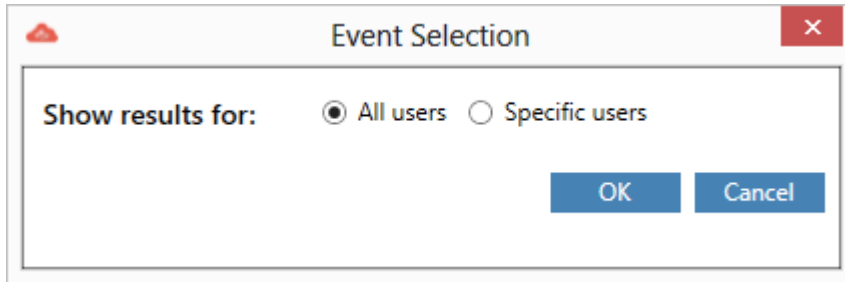 Event Selection
Show results for: All users Specific users
OK Cancel